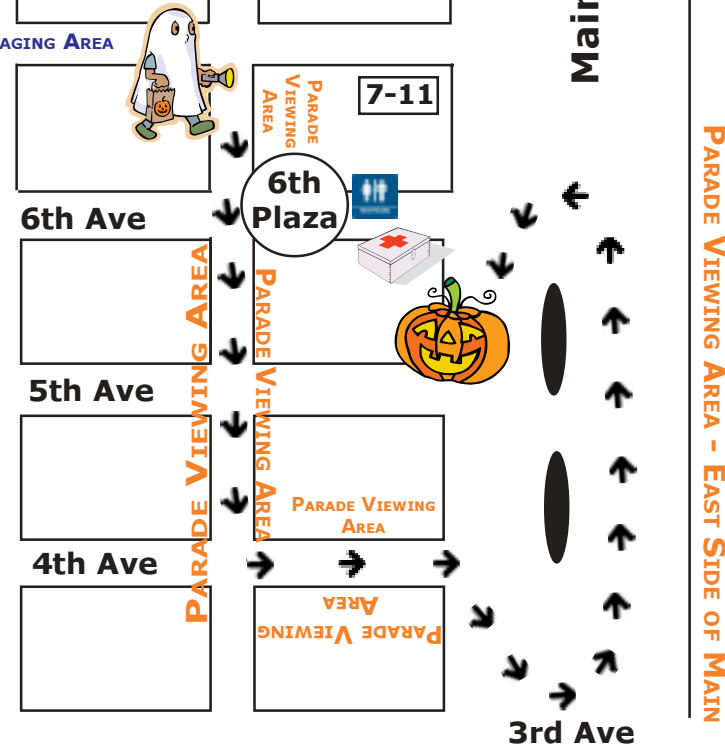 Main
AGING AREA
PARADE
VIEWING
AREA
7-11
6th
Plaza
6th Ave
PARADE VIEWING AREA
PARADE VIEWING AREA
5th Ave
PARADE VIEWING
AREA
4th Ave
PARADE VIEWING
AREA
3rd Ave
PARADE VIEWING AREA - EAST SIDE OF MAIN